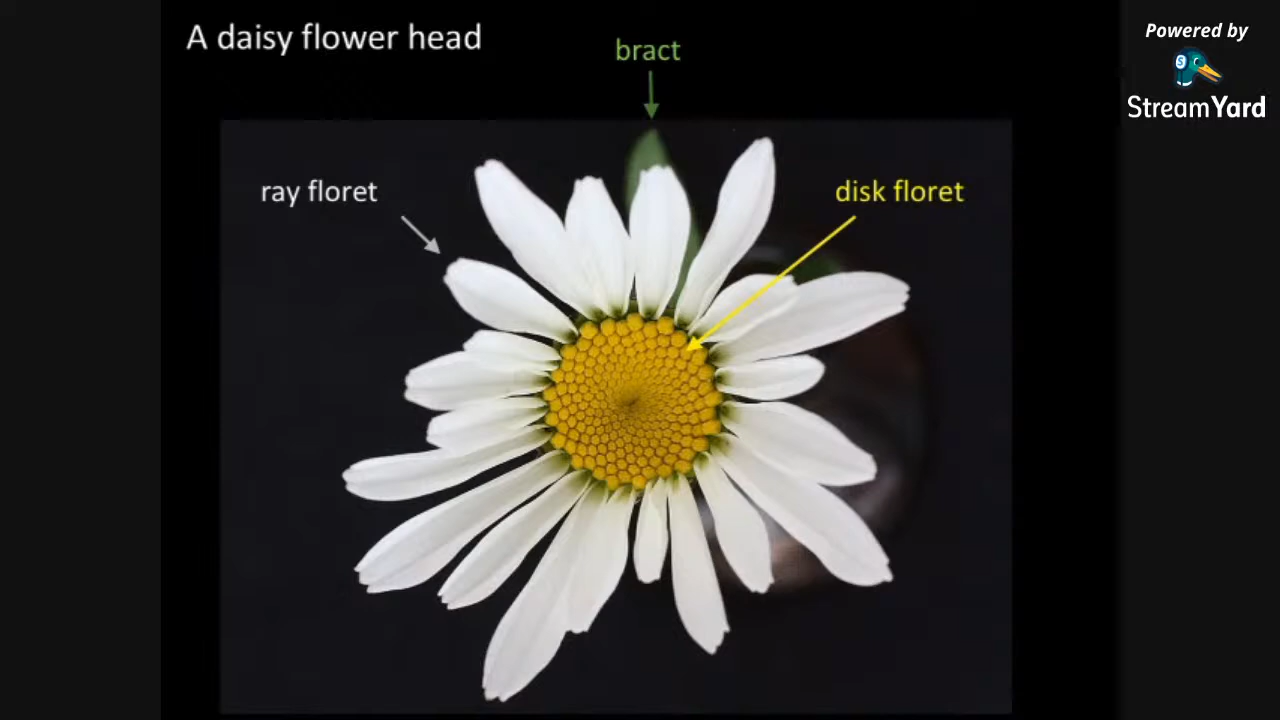 A daisy flower head
bract
ray floret
disk floret
Powered by
StreamYard